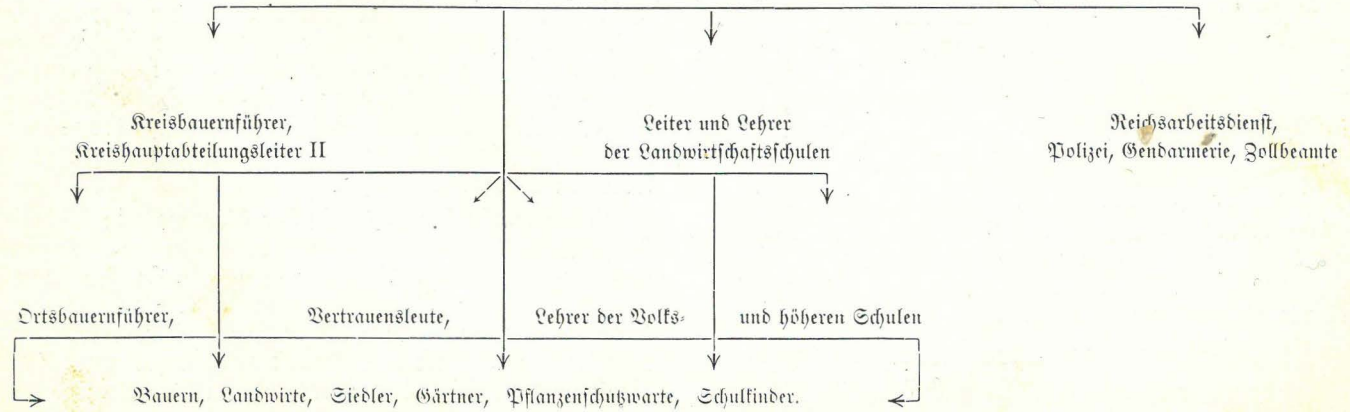 Kreisbauernführer,
Kreishauptabteilungsleiter II
Leiter und Lehrer
der Landwirtschaftsschulen
Reichsarbeitsdienst,
Polizei, Gendarmerie, Zollbeamte
Ortsbauernführer, Vertrauensleute, Lehrer der Volks- und höheren Schulen
Bauern, Landwirte, Siedler, Gärtner, Pflanzenschutzwarte, Schulkinder.